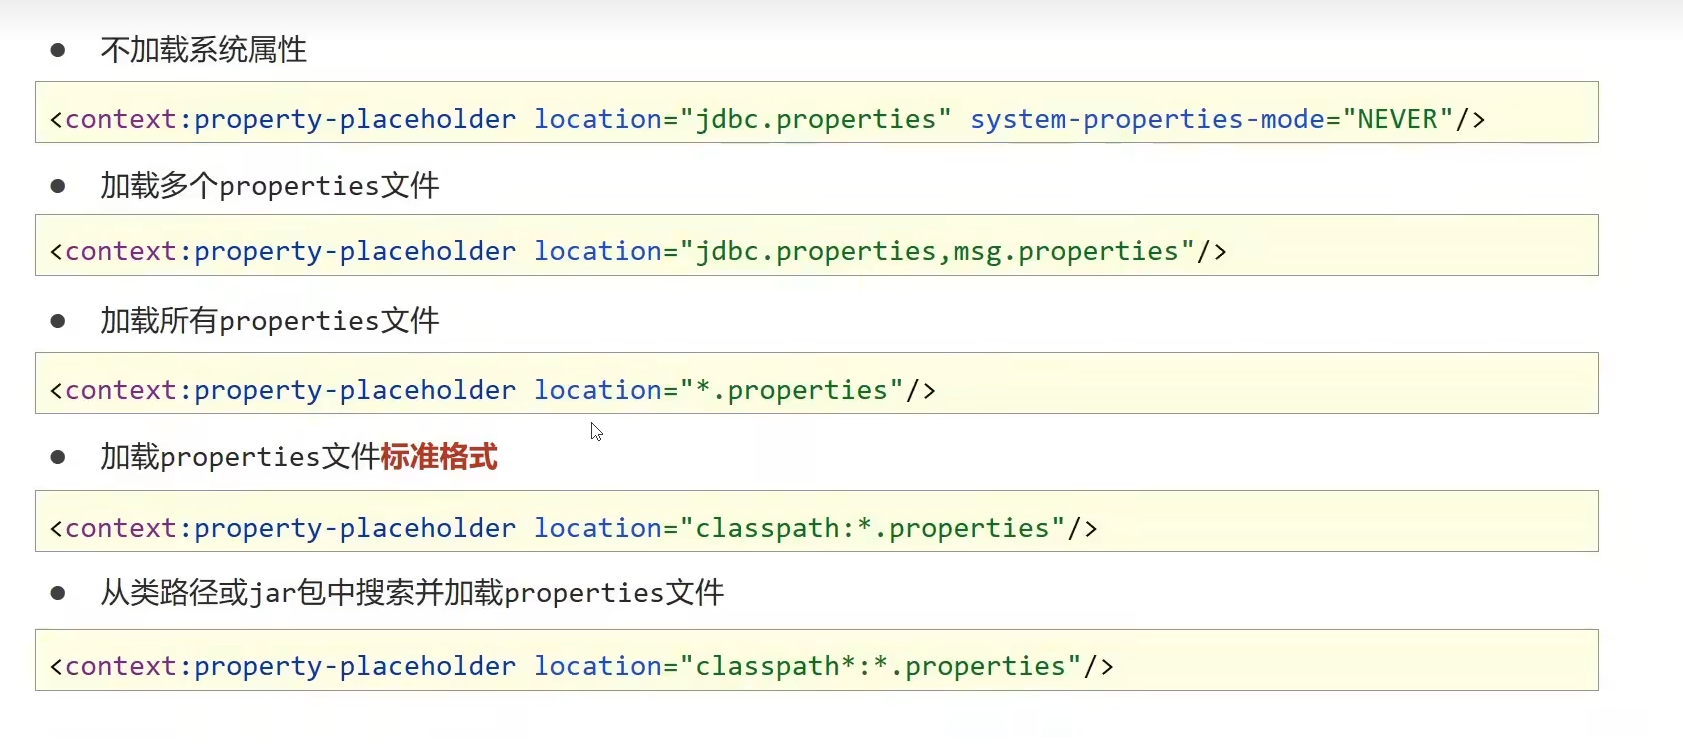 ● 不加载系统属性
<context:property-placeholder location="jdbc.properties" system-properties-mode="NEVER"/>
● 加载多个properties文件
<context:property-placeholder location="jdbc.properties,msg.properties"/>
● 加载所有properties文件
<context:property-placeholder location="*.properties"/>
● 加载properties文件标准格式
<context:property-placeholder location="classpath:*.properties"/>
● 从类路径或jar包中搜索并加载properties文件
<context:property-placeholder location="classpath*:*.properties"/>